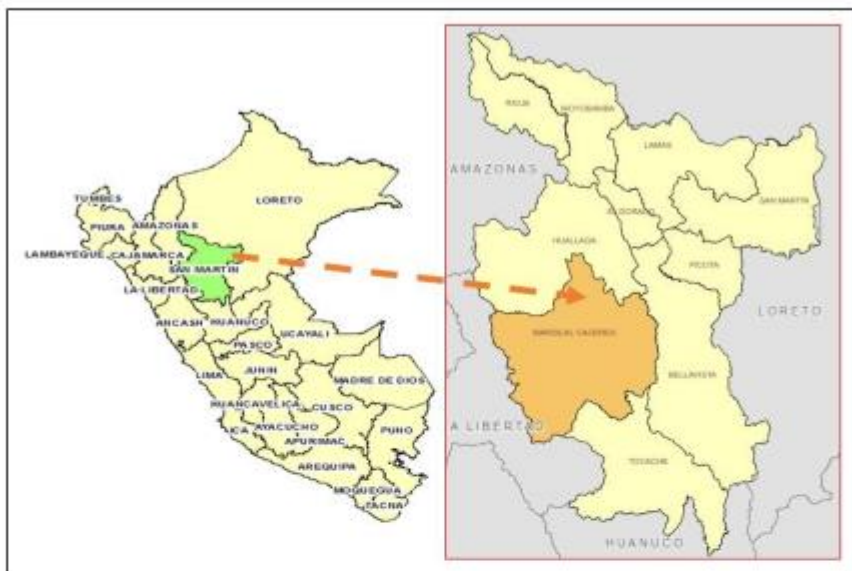 TUMBES
PIURA
AMAZONAS
LORETO
LAMBAYEQUE
CAJAMARCA
SAN MARTIN
LA LIBERTAD
ANCASH
HUANUCO
UCAYALI
PASCO
LIMA
JUNIN
MADRE DE DIOS
HUANCAVELICA
CUSCO
ICA
AYACUCHO
APURIMAC
PUNO
AREQUIPA
MOQUEGUA
TACNA
RIOJA
MOYOBAMBA
LAMAS
AMAZONAS
EL DORADO
SAN MARTIN
HUALLAGA
PICOTA
LORETO
MARISCAL CACERES
BELLAVISTA
A LIBERTAD
TOCACHE
HUANUCO